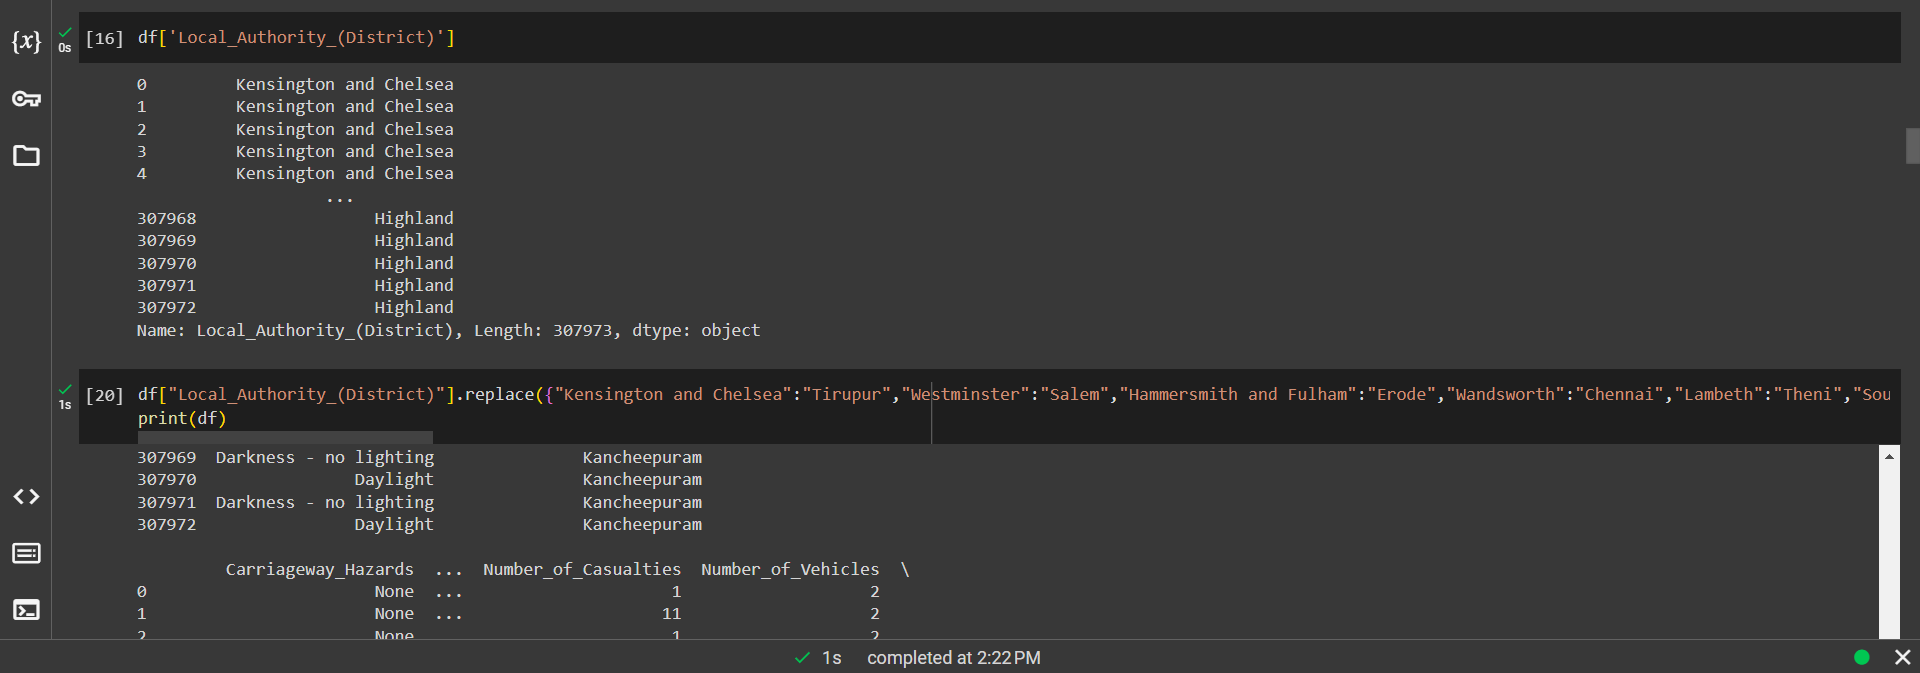 {x}
0s
[16] df['Local_Authority_(District)']
0 Kensington and Chelsea
1 Kensington and Chelsea
2 Kensington and Chelsea
3 Kensington and Chelsea
4 Kensington and Chelsea
...
307968 Highland
307969 Highland
307970 Highland
307971 Highland
307972 Highland
Name: Local_Authority_(District), Length: 307973, dtype: object
1s
[20] df["Local_Authority_(District)"].replace({"Kensington and Chelsea":"Tirupur","Westminster":"Salem","Hammersmith and Fulham":"Erode","Wandsworth":"Chennai","Lambeth":"Theni","Sou
print(df)
307969 Darkness - no lighting Kancheepuram
307970 Daylight Kancheepuram
307971 Darkness - no lighting Kancheepuram
307972 Daylight Kancheepuram
Carriageway_Hazards ... Number_of_Casualties Number_of_Vehicles \
0 None ... 1 2
1 None ... 11 2
2 None ... 1 2
1s completed at 2:22 PM